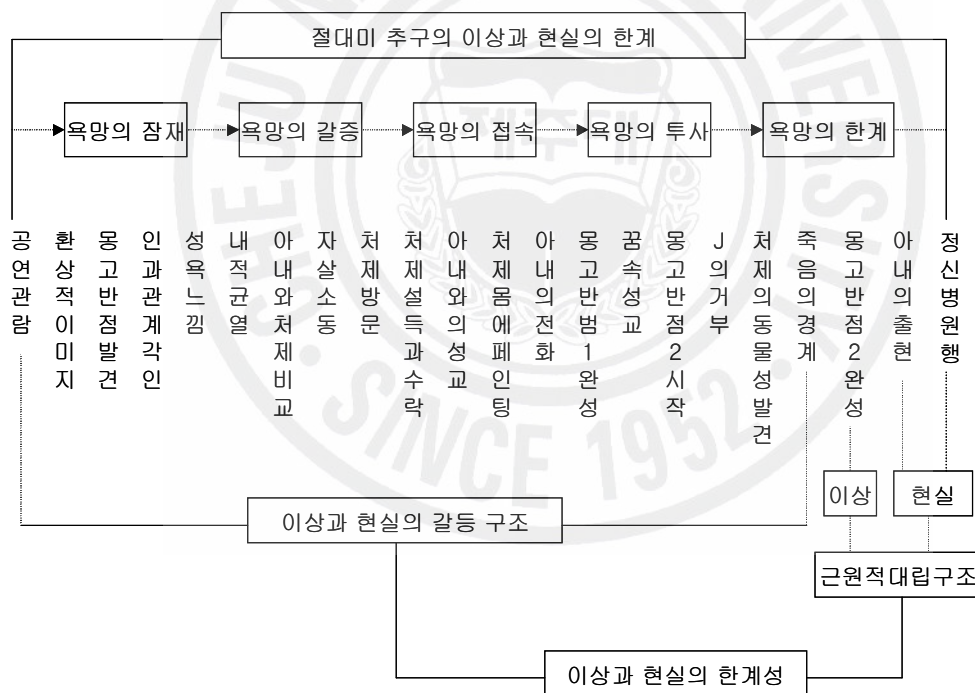 절대미 추구의 이상과 현실의 한계
욕망의 잠재
욕망의 갈증
욕망의 접속
욕망의 투사
욕망의 한계
공연관람
환상적이미지
몽고반점발견
인과관계각인
성욕느낌
내적균열
아내와처제비교
자살소동
처제방문
처제설득과수락
아내와의성교
처제몸에페인팅
아내의전화
몽고반범1완성
꿈속성교
몽고반점2시작
J의거부
처제의동물성발견
죽음의경계
몽고반점2완성
아내의출현
정신병원행
이상
현실
이상과 현실의 갈등 구조
근원적대립구조
이상과 현실의 한계성
JEJU NATIONAL UNIVERSITY
제주대
SINCE 1952